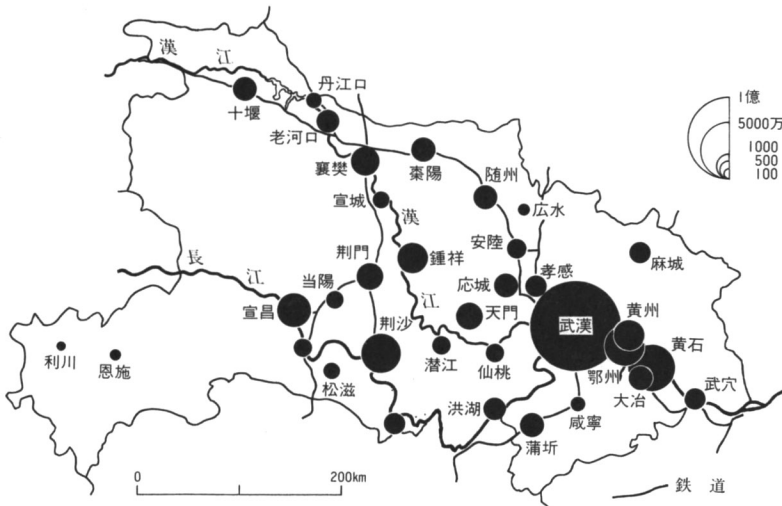 漢江
丹江口
十堰
老河口
襄樊
棗陽
随州
広水
宣城
漢江
安陸
麻城
鍾祥
荆門
長江
当陽
応城
孝感
宣昌
天門
武漢
黄州
荆沙
黄石
利川
恩施
潜江
仙桃
鄂州
松滋
大冶
武穴
洪湖
咸寧
蒲圻
1億
5000万
1000
500
100
0
200km
鉄道